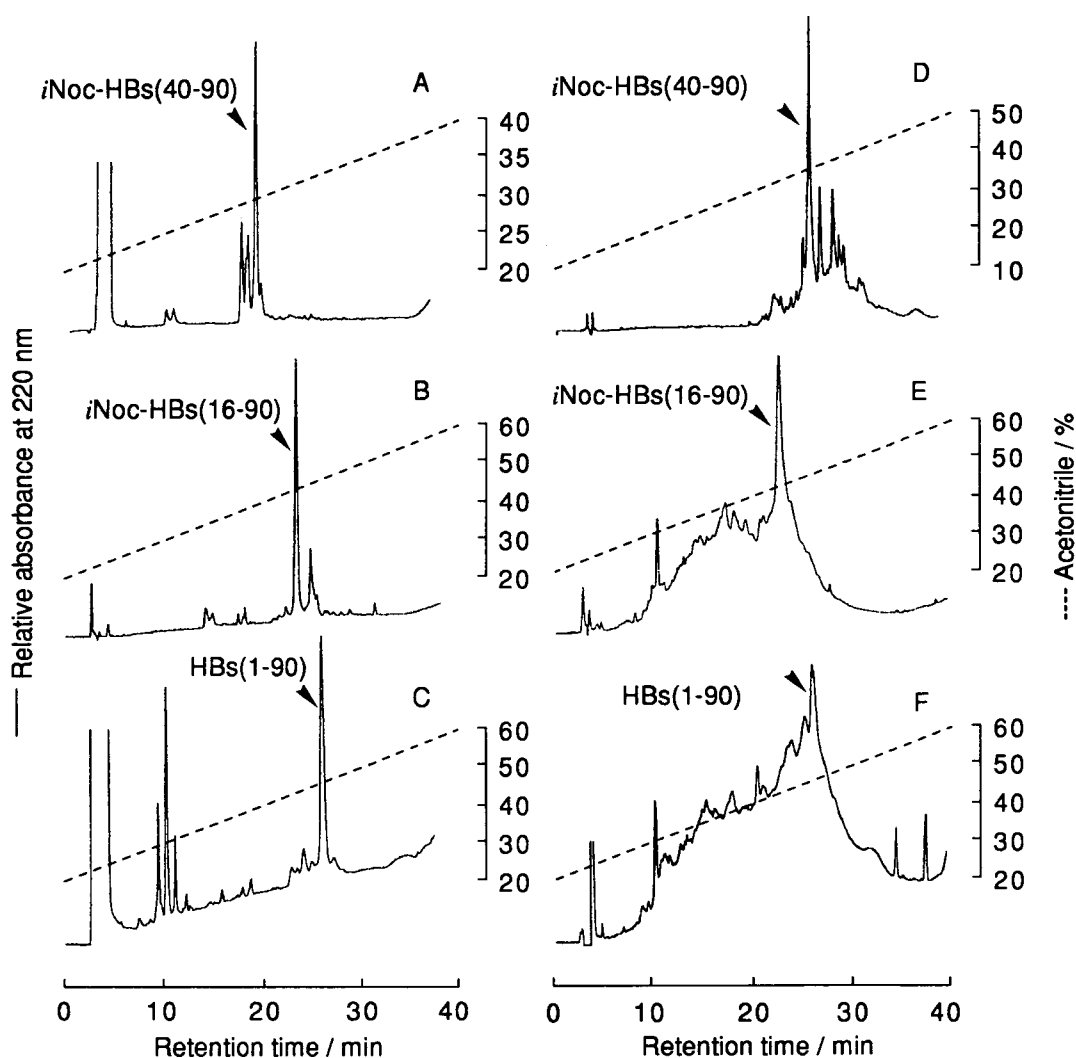 iNoc-HBs(40-90)
A
40
35
30
25
20
iNoc-HBs(40-90)
D
50
40
30
20
10
iNoc-HBs(16-90)
B
60
50
40
30
20
iNoc-HBs(16-90)
E
60
50
40
30
20
HBs(1-90)
C
60
50
40
30
20
HBs(1-90)
F
60
50
40
30
20
— Relative absorbance at 220 nm
---- Acetonitrile / %
0 10 20 30 40
Retention time / min
0 10 20 30 40
Retention time / min